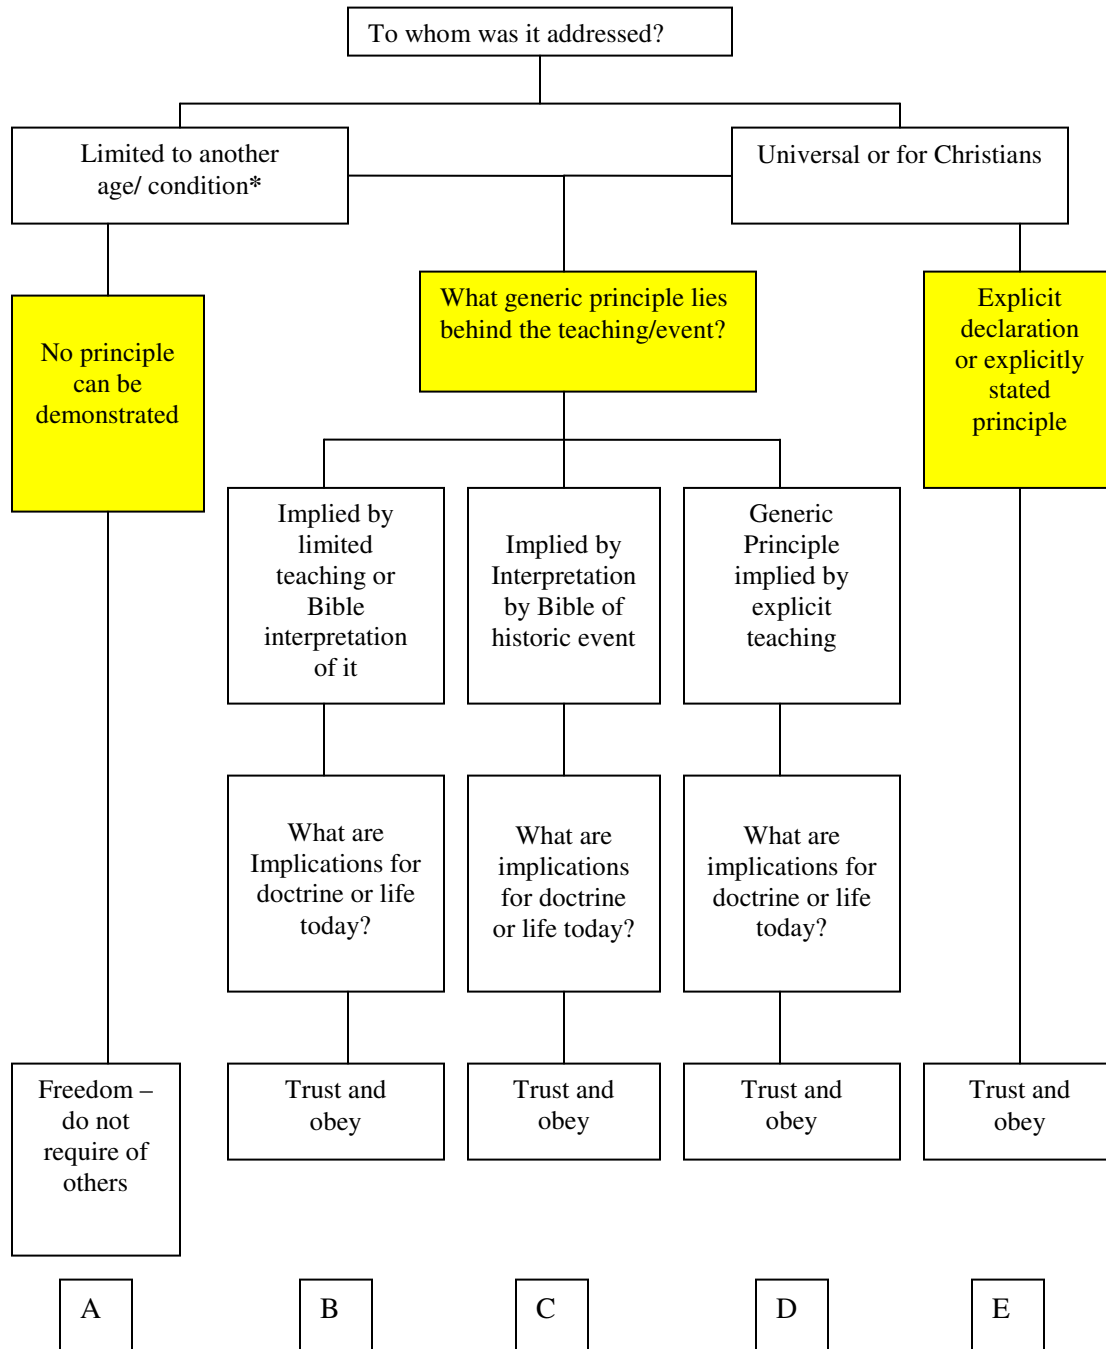 To whom was it addressed?
Limited to another
age/ condition*
Universal or for Christians
What generic principle lies
behind the teaching/event?
Explicit
declaration
or explicitly
stated
principle
No principle
can be
demonstrated
Implied by
limited
teaching or
Bible
interpretation
of it
Implied by
Interpretation
by Bible of
historic event
Generic
Principle
implied by
explicit
teaching
What are
Implications for
doctrine or life
today?
What are
implications
for doctrine
or life today?
What are
implications for
doctrine or life
today?
Freedom –
do not
require of
others
Trust and
obey
Trust and
obey
Trust and
obey
Trust and
obey
A
B
C
D
E